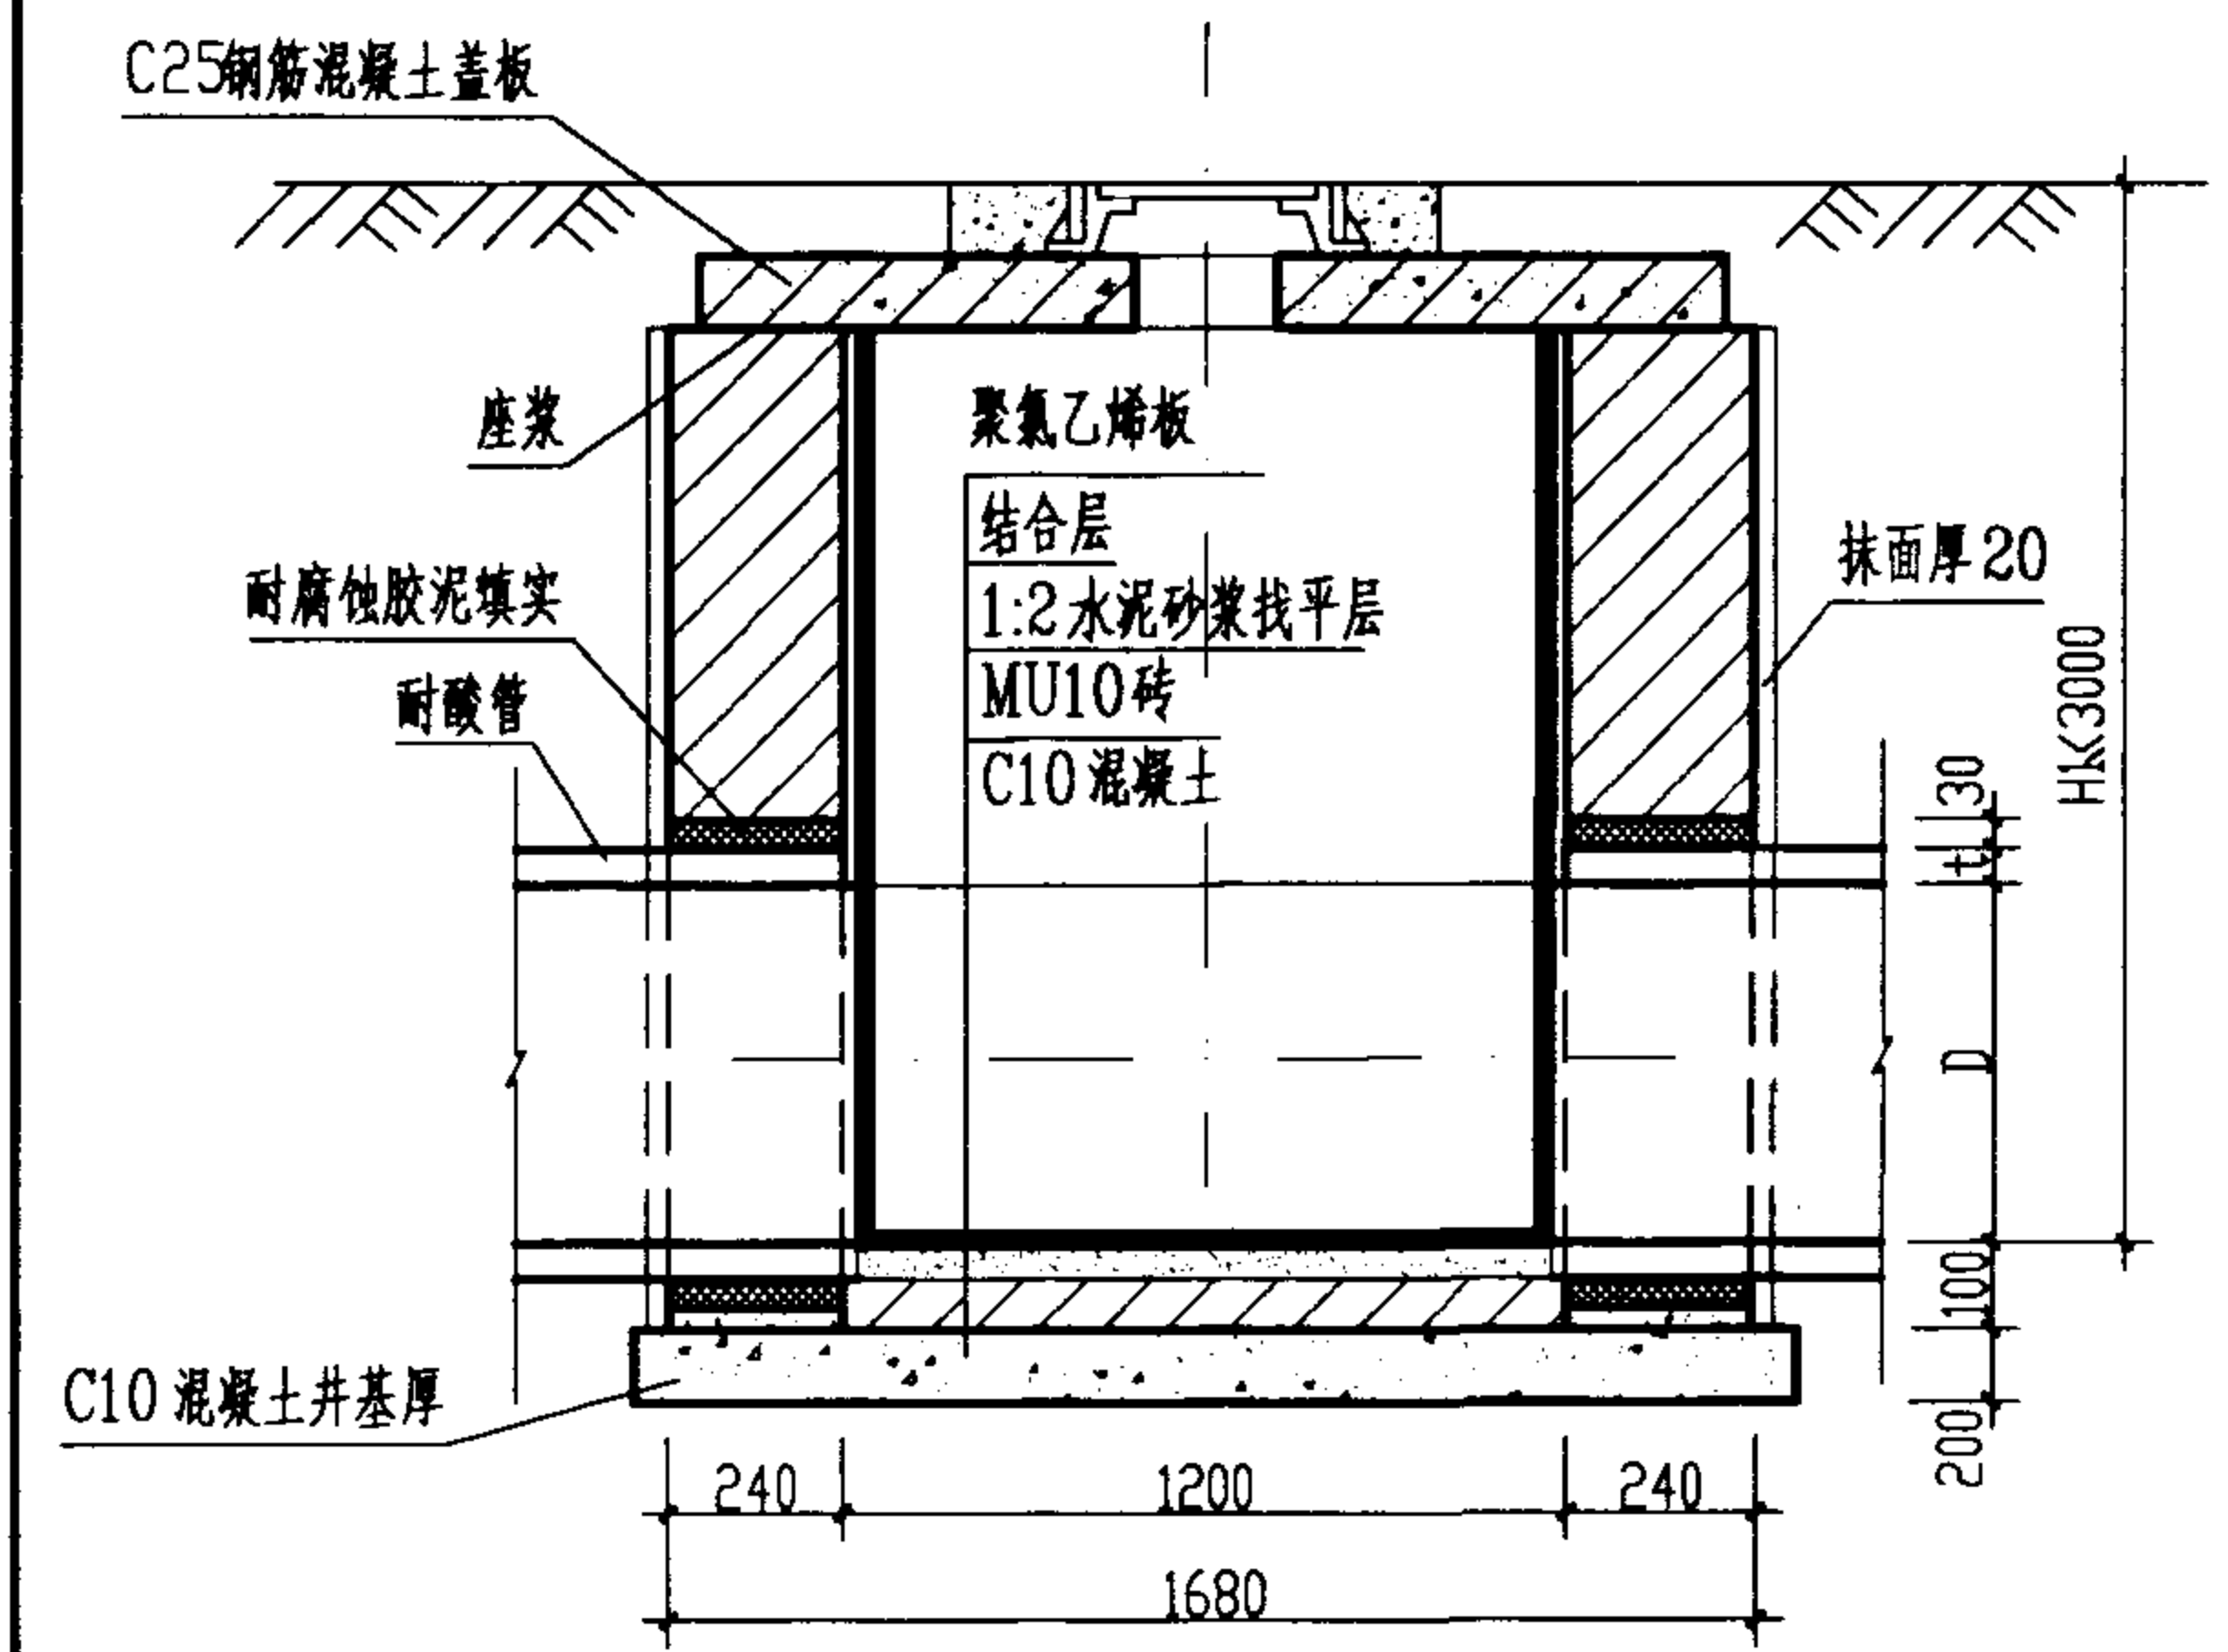 C25钢筋混凝土盖板
座浆
聚氯乙烯板
结合层
1:2水泥砂浆找平层
MU10砖
C10混凝土
抹面厚20
耐腐蚀胶泥填实
耐酸管
H<3000
30
t
D
100
200
C10混凝土井基厚
240
1200
240
1680